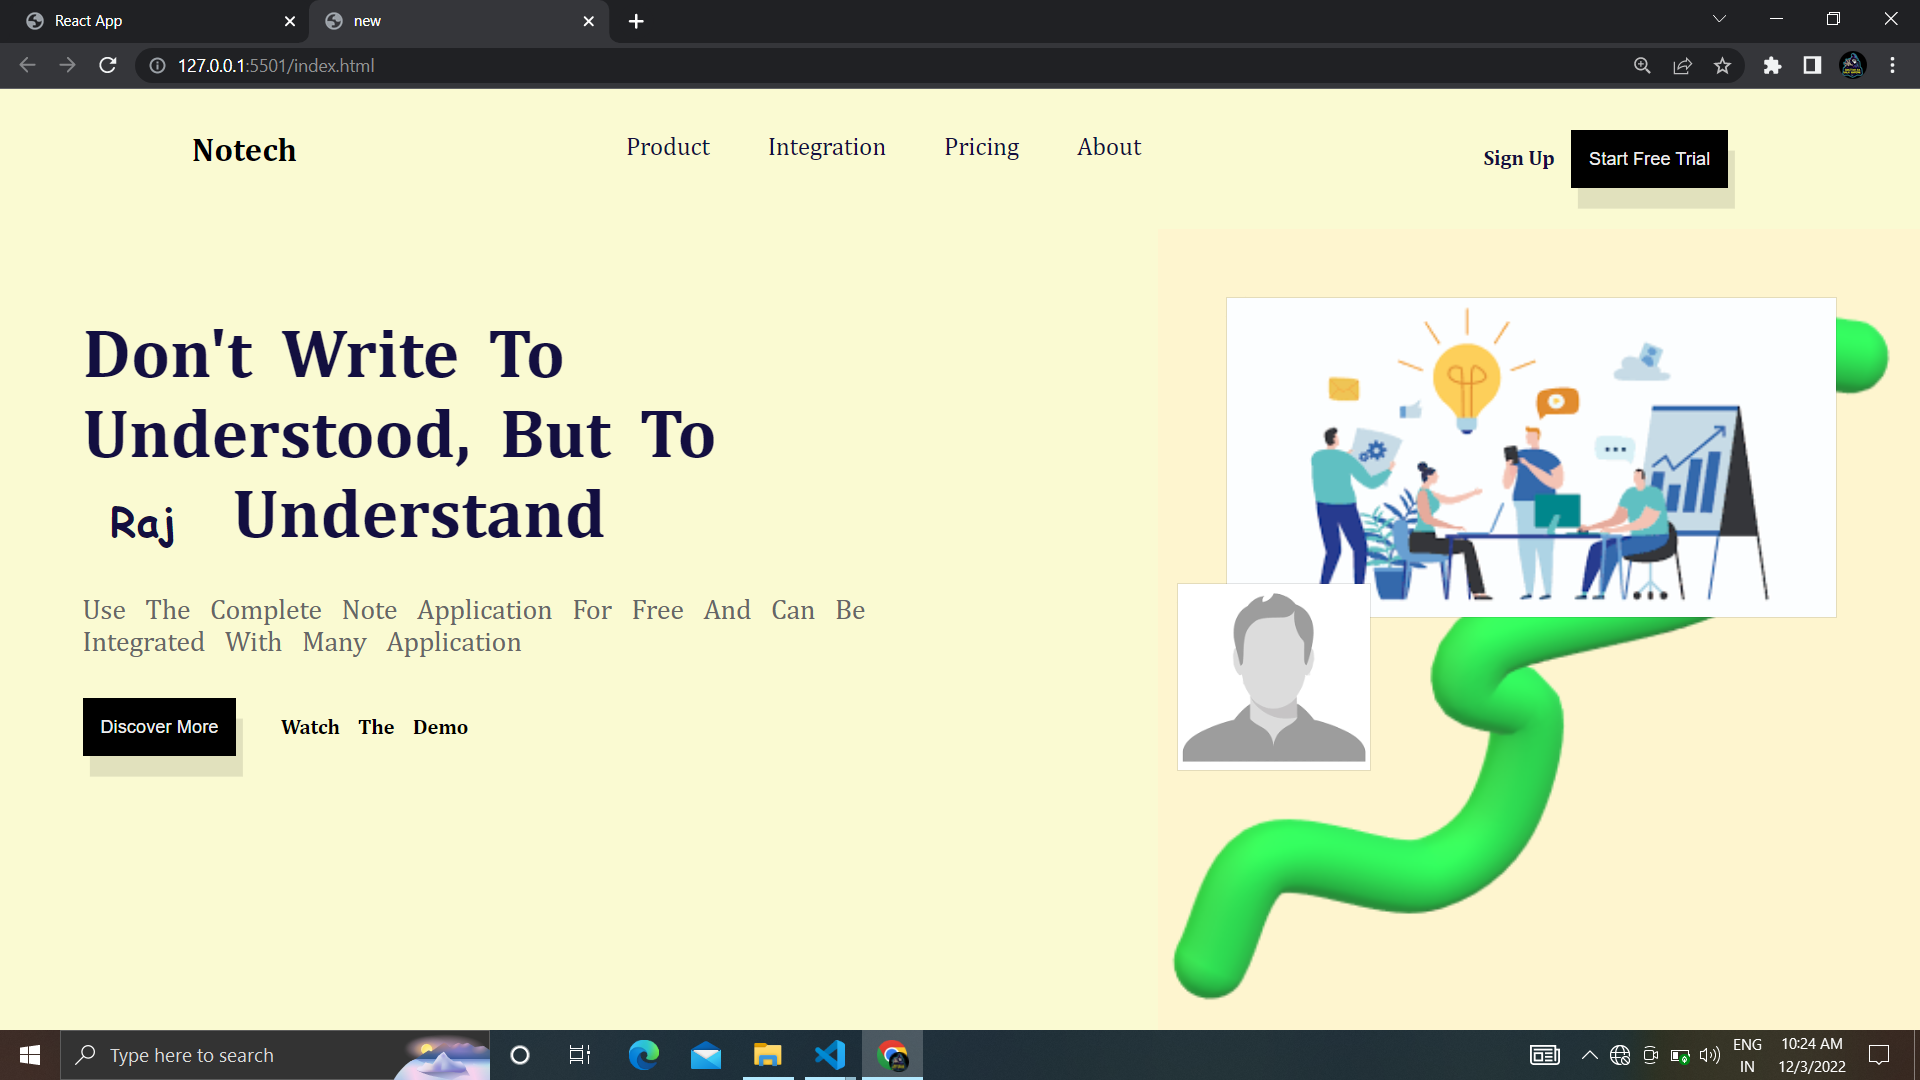 React App
new
127.0.0.1:5501/index.html
Notech
Product Integration Pricing About
Sign Up Start Free Trial
Don't Write To
Understood, But To
Raj Understand
Use The Complete Note Application For Free And Can Be
Integrated With Many Application
Discover More Watch The Demo
Type here to search
ENG
IN
10:24 AM
12/3/2022